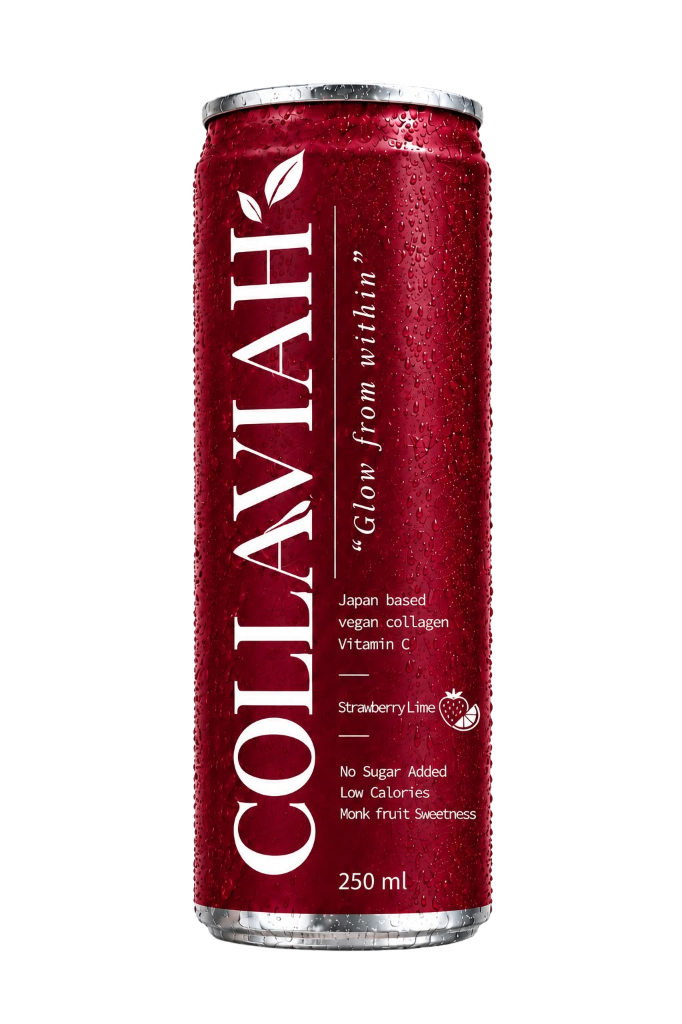 COLLAVIAH
“Glow from within”
Japan based
vegan collagen
Vitamin C
Strawberry Lime
No Sugar Added
Low Calories
Monk fruit Sweetness
250 ml